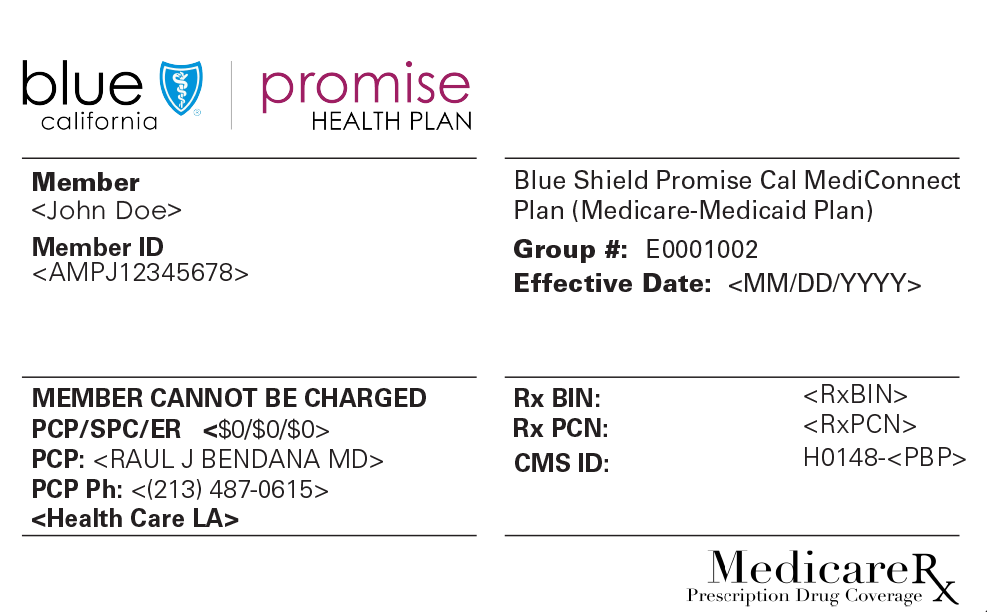 blue
california
promise
HEALTH PLAN
Member
<John Doe>
Member ID
<AMPJ12345678>
Blue Shield Promise Cal MediConnect
Plan (Medicare-Medicaid Plan)
Group #: E0001002
Effective Date: <MM/DD/YYYY>
MEMBER CANNOT BE CHARGED
PCP/SPC/ER <$0/$0/$0>
PCP: <RAUL J BENDANA MD>
PCP Ph: <(213) 487-0615>
<Health Care LA>
Rx BIN: <RxBIN>
Rx PCN: <RxPCN>
CMS ID: H0148-<PBP>
MedicareRx
Prescription Drug Coverage